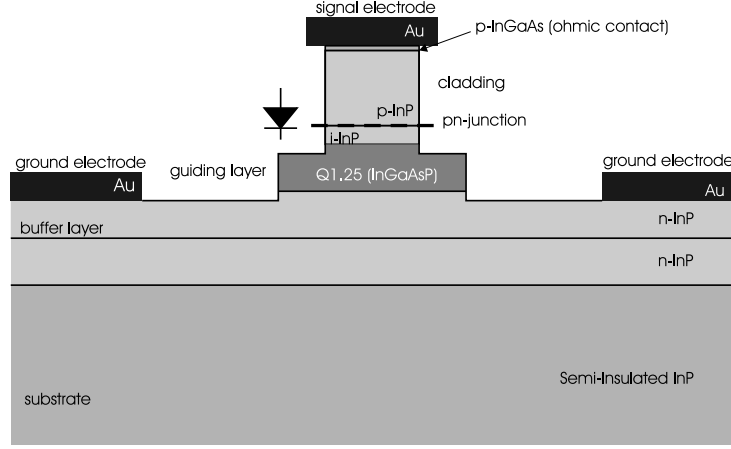 signal electrode
Au
p-InGaAs (ohmic contact)
cladding
p-InP
pn-junction
i-InP
ground electrode
guiding layer
Q1.25 (InGaAsP)
ground electrode
Au
Au
n-InP
buffer layer
n-InP
Semi-Insulated InP
substrate